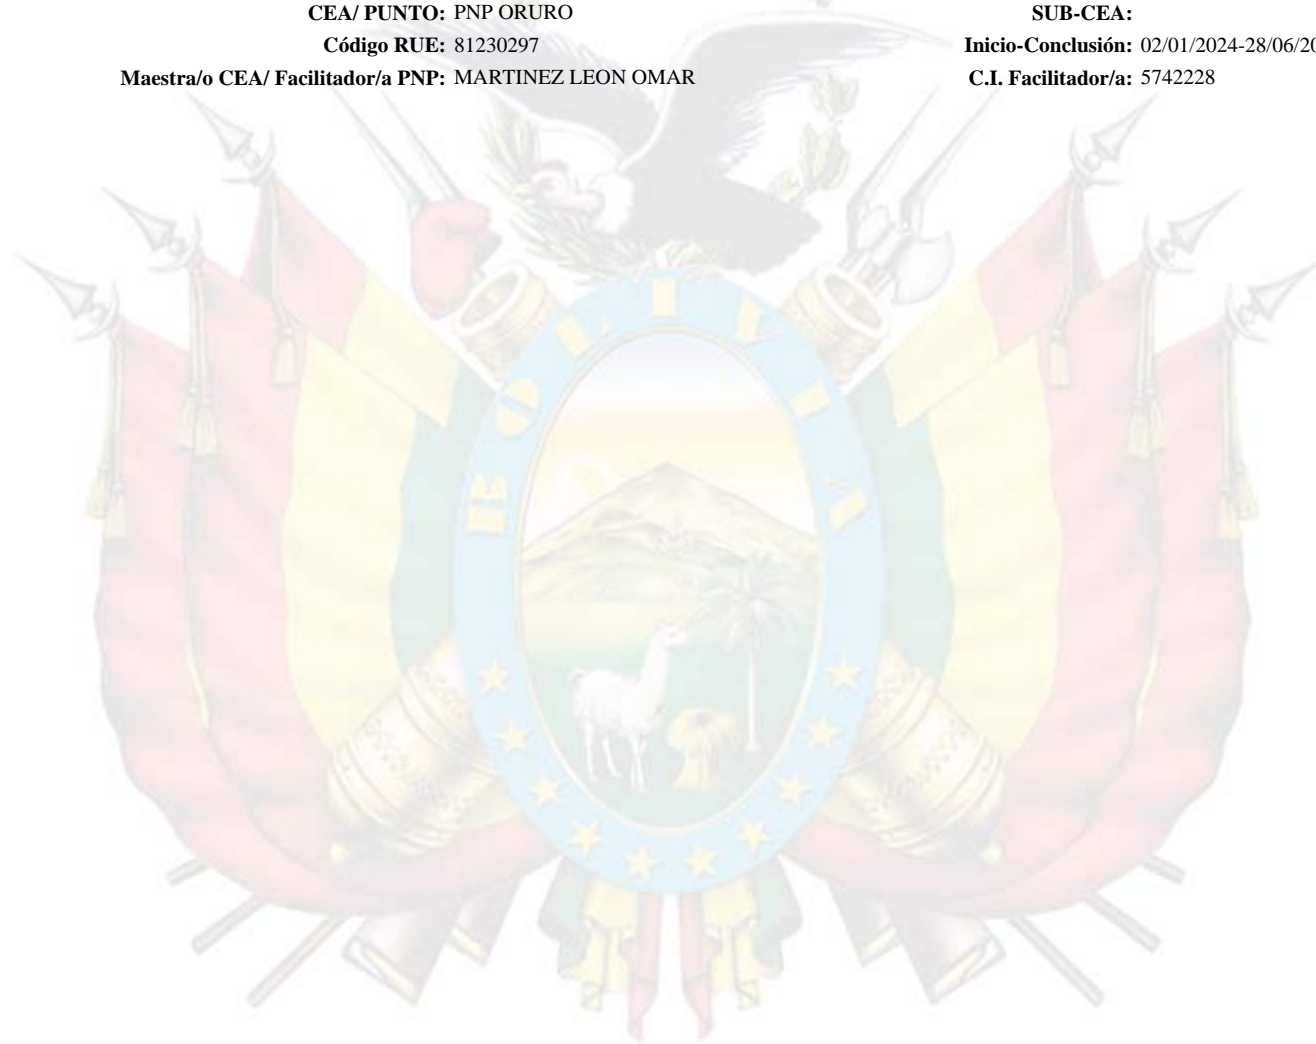 CEA/ PUNTO: PNP ORURO SUB-CEA:
Código RUE: 81230297 Inicio-Conclusión: 02/01/2024-28/06/20
Maestra/o CEA/ Facilitador/a PNP: MARTINEZ LEON OMAR C.I. Facilitador/a: 5742228
BOLIVIA